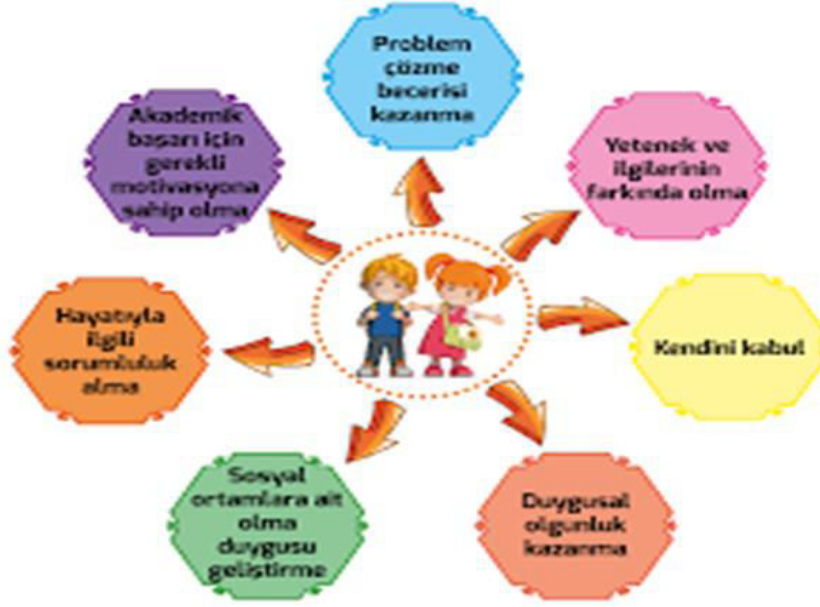 Problem
çözme
becerisi
kazanma
Yetenek ve
ilgilerinin
farkında olma
Kendini kabul
Duygusal
olgunluk
kazanma
Sosyal
ortamlara ait
olma
duygusu
geliştirme
Hayatıyla
ilgili
sorumluluk
alma
Akademik
başarı için
gerekli
motivasyona
sahip olma